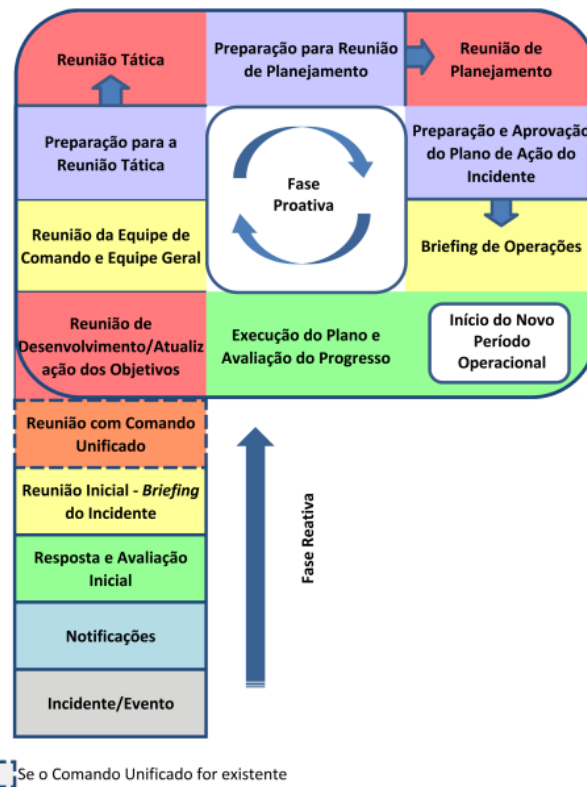 Reunião Tática
Preparação para Reunião
de Planejamento
Reunião de
Planejamento
Preparação para a
Reunião Tática
Fase
Proativa
Preparação e Aprovação
do Plano de Ação do
Incidente
Reunião da Equipe de
Comando e Equipe Geral
Briefing de Operações
Reunião de
Desenvolvimento/Atualiz
ação dos Objetivos
Execução do Plano e
Avaliação do Progresso
Início do Novo
Período
Operacional
Reunião com Comando
Unificado
Reunião Inicial - Briefing
do Incidente
Resposta e Avaliação
Inicial
Notificações
Incidente/Evento
Fase Reativa
Se o Comando Unificado for existente